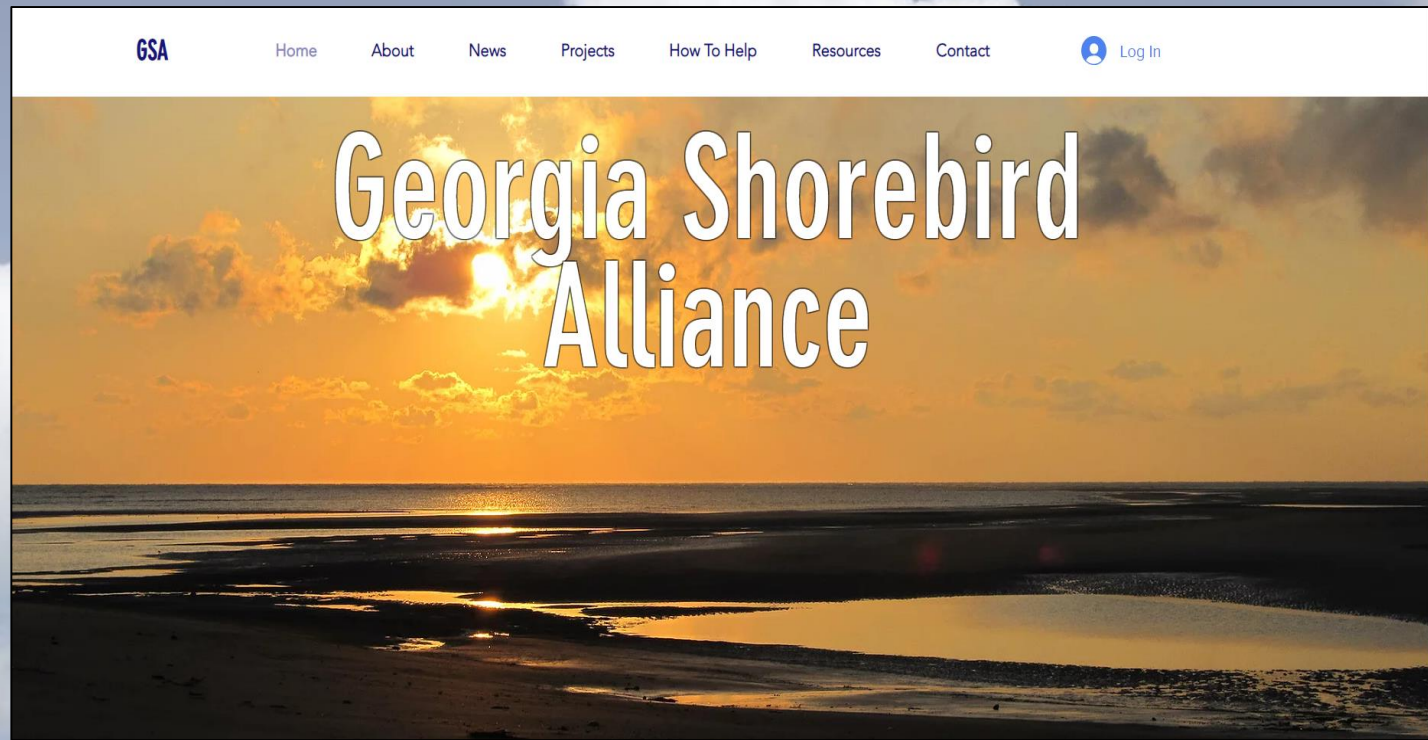 GSA Home About News Projects How To Help Resources Contact Log In
Georgia Shorebird
Alliance